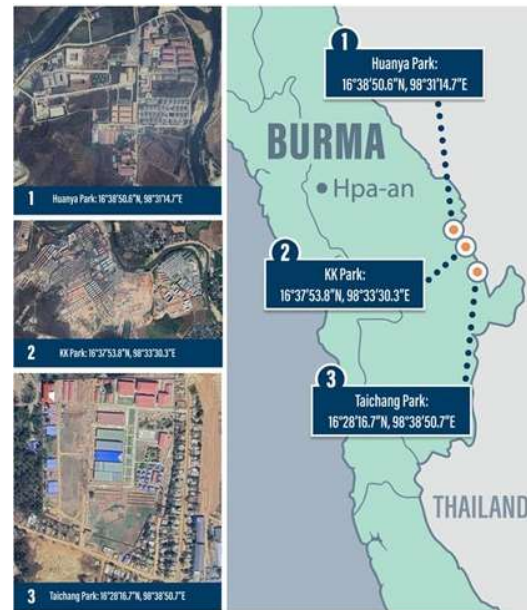 1 Huanya Park: 16°38'50.6"N, 98°31'14.7"E
2 KK Park: 16°37'53.8"N, 98°33'30.3"E
3 Taichang Park: 16°28'16.7"N, 98°38'50.7"E
1
Huanya Park:
16°38'50.6"N, 98°31'14.7"E
BURMA
Hpa-an
2
KK Park:
16°37'53.8"N, 98°33'30.3"E
3
Taichang Park:
16°28'16.7"N, 98°38'50.7"E
THAILAND